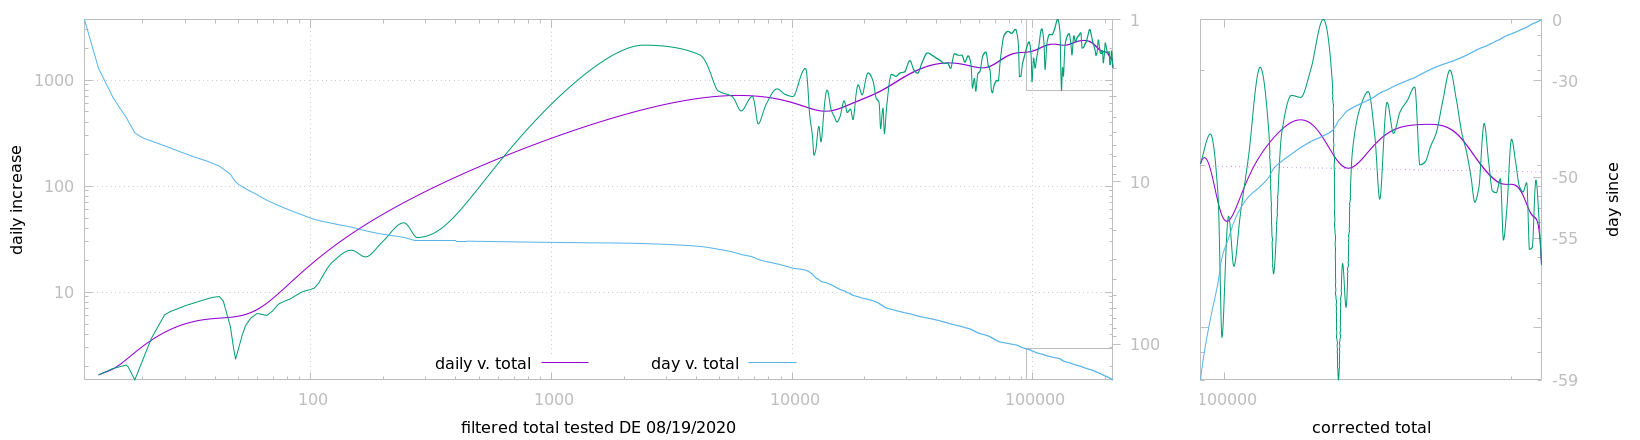 1
0
1000
-30
daily increase
100
10
-50
day since
-55
10
daily v. total
day v. total
100
-59
100
1000
10000
100000
100000
filtered total tested DE 08/19/2020
corrected total